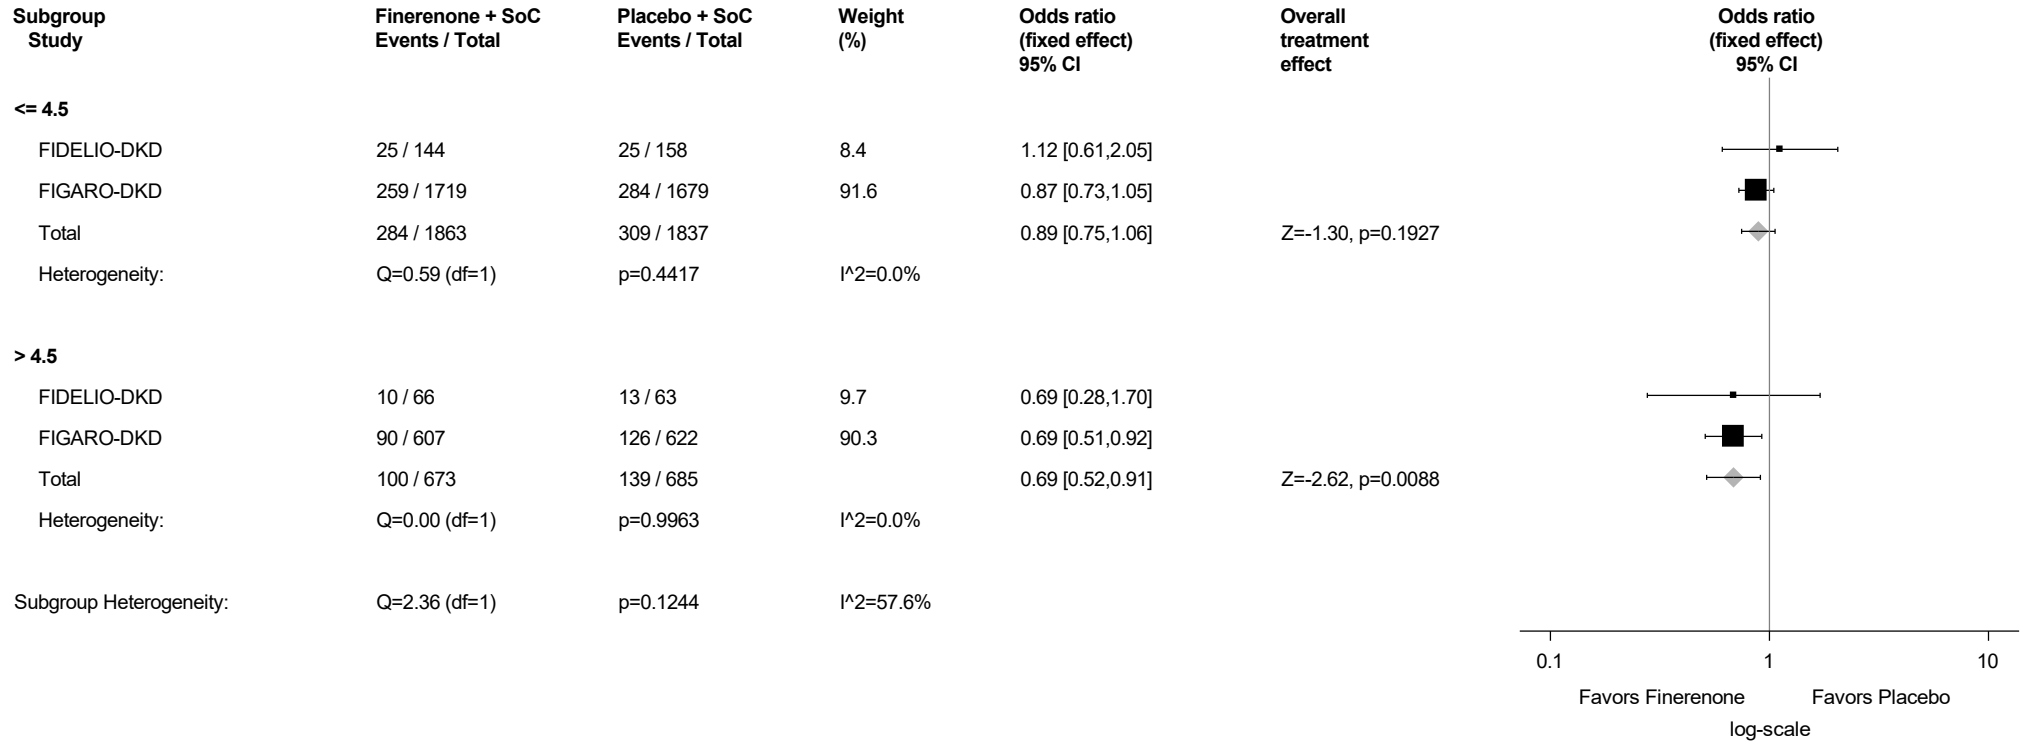 Subgroup Finerenone + SoC Placebo + SoC Weight Odds ratio Overall Odds ratio
Study Events / Total Events / Total (%) (fixed effect) treatment (fixed effect)
95% CI effect 95% CI
<= 4.5
FIDELIO-DKD 25 / 144 25 / 158 8.4 1.12 [0.61,2.05]
FIGARO-DKD 259 / 1719 284 / 1679 91.6 0.87 [0.73,1.05]
Total 284 / 1863 309 / 1837 0.89 [0.75,1.06] Z=-1.30, p=0.1927
Heterogeneity: Q=0.59 (df=1) p=0.4417 I^2=0.0%
> 4.5
FIDELIO-DKD 10 / 66 13 / 63 9.7 0.69 [0.28,1.70]
FIGARO-DKD 90 / 607 126 / 622 90.3 0.69 [0.51,0.92]
Total 100 / 673 139 / 685 0.69 [0.52,0.91] Z=-2.62, p=0.0088
Heterogeneity: Q=0.00 (df=1) p=0.9963 I^2=0.0%
Subgroup Heterogeneity: Q=2.36 (df=1) p=0.1244 I^2=57.6%
0.1 1 10
Favors Finerenone Favors Placebo
log-scale